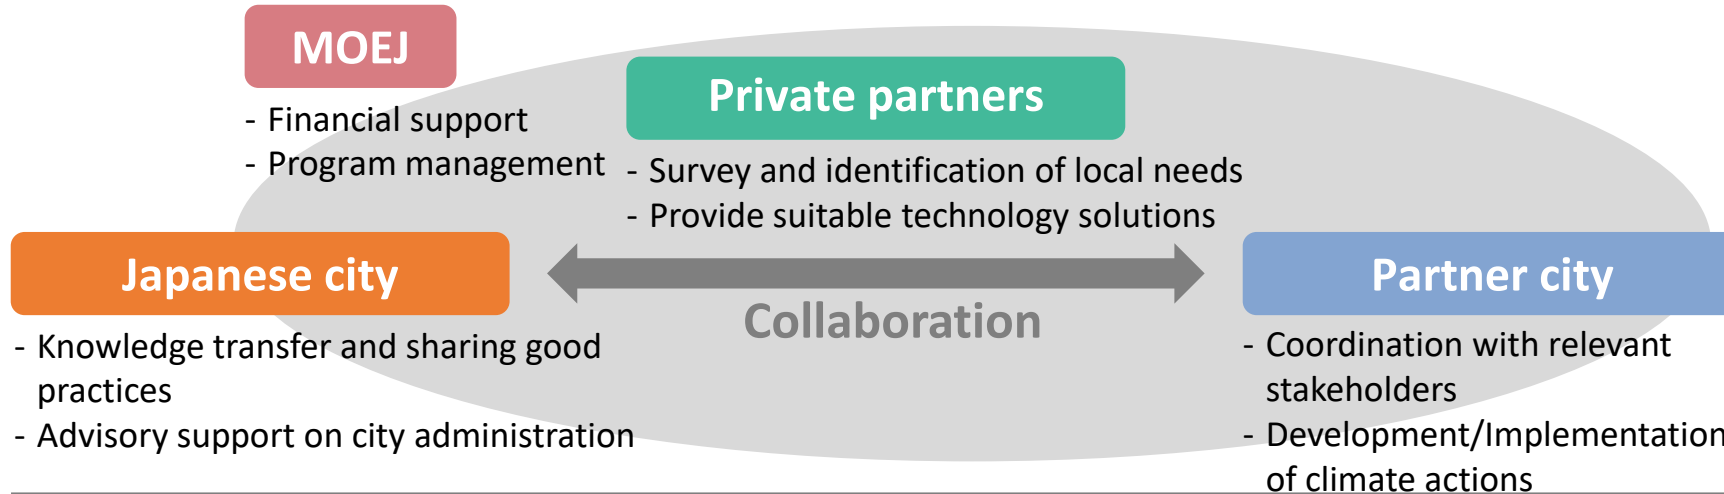 MOEJ
- Financial support
- Program management
Private partners
- Survey and identification of local needs
- Provide suitable technology solutions
Japanese city
- Knowledge transfer and sharing good
practices
- Advisory support on city administration
Collaboration
Partner city
- Coordination with relevant
stakeholders
- Development/Implementation
of climate actions